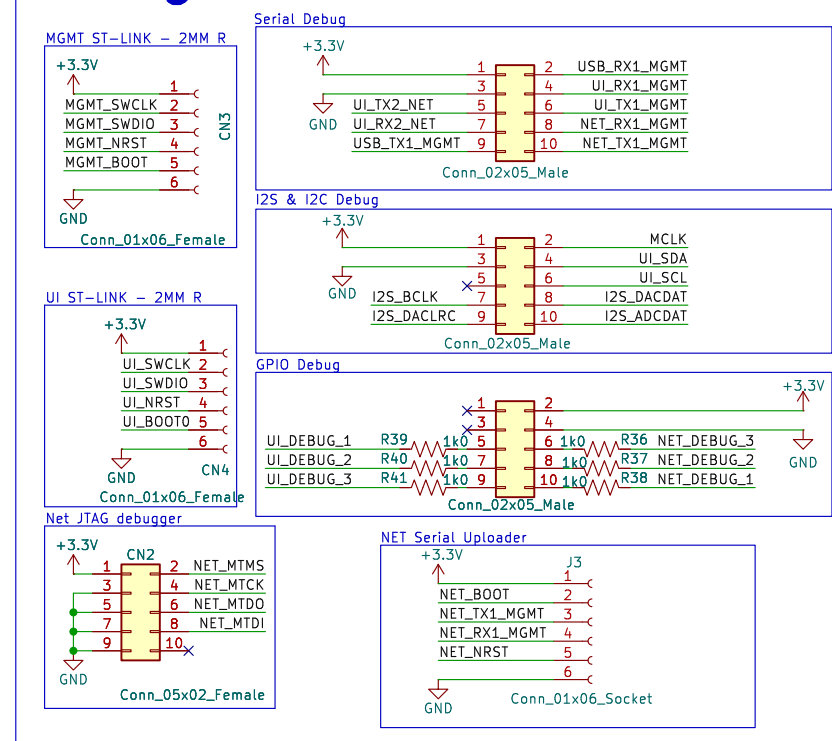 MGMT ST-LINK - 2MM R
+3.3V
1
MGMT_SWCLK 2
MGMT_SWDIO 3
MGMT_NRST 4
MGMT_BOOT 5
6
CN3
GND
Conn_01x06_Female
Serial Debug
+3.3V
1 2 USB_RX1_MGMT
3 4 UI_RX1_MGMT
GND
UI_TX2_NET 5 6 UI_TX1_MGMT
UI_RX2_NET 7 8 NET_RX1_MGMT
USB_TX1_MGMT 9 10 NET_TX1_MGMT
Conn_02x05_Male
I2S & I2C Debug
+3.3V
1 2 MCLK
3 4 UI_SDA
GND
5 6 UI_SCL
I2S_BCLK 7 8 I2S_DACDAT
I2S_DACLRC 9 10 I2S_ADCDAT
Conn_02x05_Male
UI ST-LINK - 2MM R
+3.3V
1
UI_SWCLK 2
UI_SWDIO 3
UI_NRST 4
UI_BOOT0 5
6
GND
CN4
Conn_01x06_Female
GPIO Debug
+3.3V
1 2
3 4
GND
UI_DEBUG_1 R39 1k0 5 6 1k0 R36 NET_DEBUG_3
UI_DEBUG_2 R40 1k0 7 8 1k0 R37 NET_DEBUG_2
UI_DEBUG_3 R41 1k0 9 10 1k0 R38 NET_DEBUG_1
Conn_02x05_Male
Net JTAG debugger
+3.3V
CN2
1 2 NET_MTMS
3 4 NET_MTCK
5 6 NET_MTDO
7 8 NET_MTDI
9 10
GND
Conn_05x02_Female
NET Serial Uploader
+3.3V
J3
1
NET_BOOT 2
NET_TX1_MGMT 3
NET_RX1_MGMT 4
NET_NRST 5
6
GND
Conn_01x06_Socket